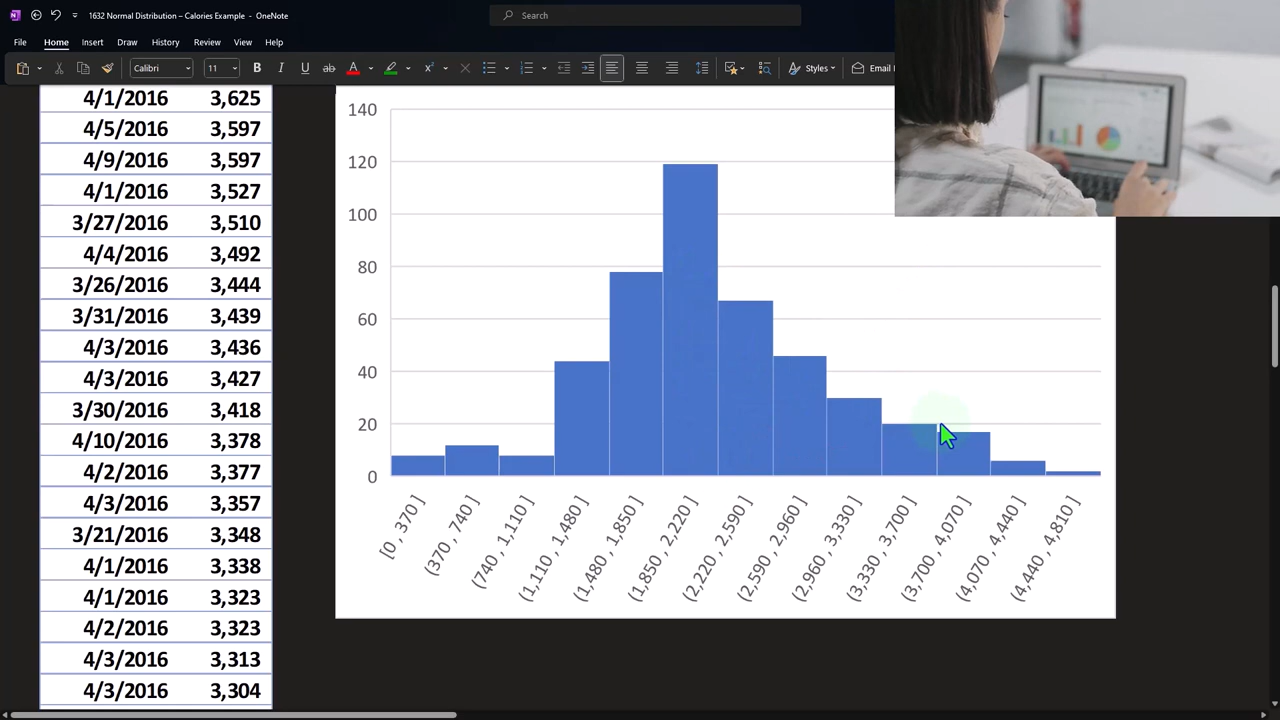 1632 Normal Distribution – Calories Example - OneNote
Search
File Home Insert Draw History Review View Help
Calibri 11 B I U ab A Styles Email
4/1/2016 3,625
4/5/2016 3,597
4/9/2016 3,597
4/1/2016 3,527
3/27/2016 3,510
4/4/2016 3,492
3/26/2016 3,444
3/31/2016 3,439
4/3/2016 3,436
4/3/2016 3,427
3/30/2016 3,418
4/10/2016 3,378
4/2/2016 3,377
4/3/2016 3,357
3/21/2016 3,348
4/1/2016 3,338
4/1/2016 3,323
4/2/2016 3,323
4/3/2016 3,313
4/3/2016 3,304
140
120
100
80
60
40
20
0
[0 , 370 ]
(370 , 740 ]
(740 , 1,110 ]
(1,110 , 1,480 ]
(1,480 , 1,850 ]
(1,850 , 2,220 ]
(2,220 , 2,590 ]
(2,590 , 2,960 ]
(2,960 , 3,330 ]
(3,330 , 3,700 ]
(3,700 , 4,070 ]
(4,070 , 4,440 ]
(4,440 , 4,810 ]